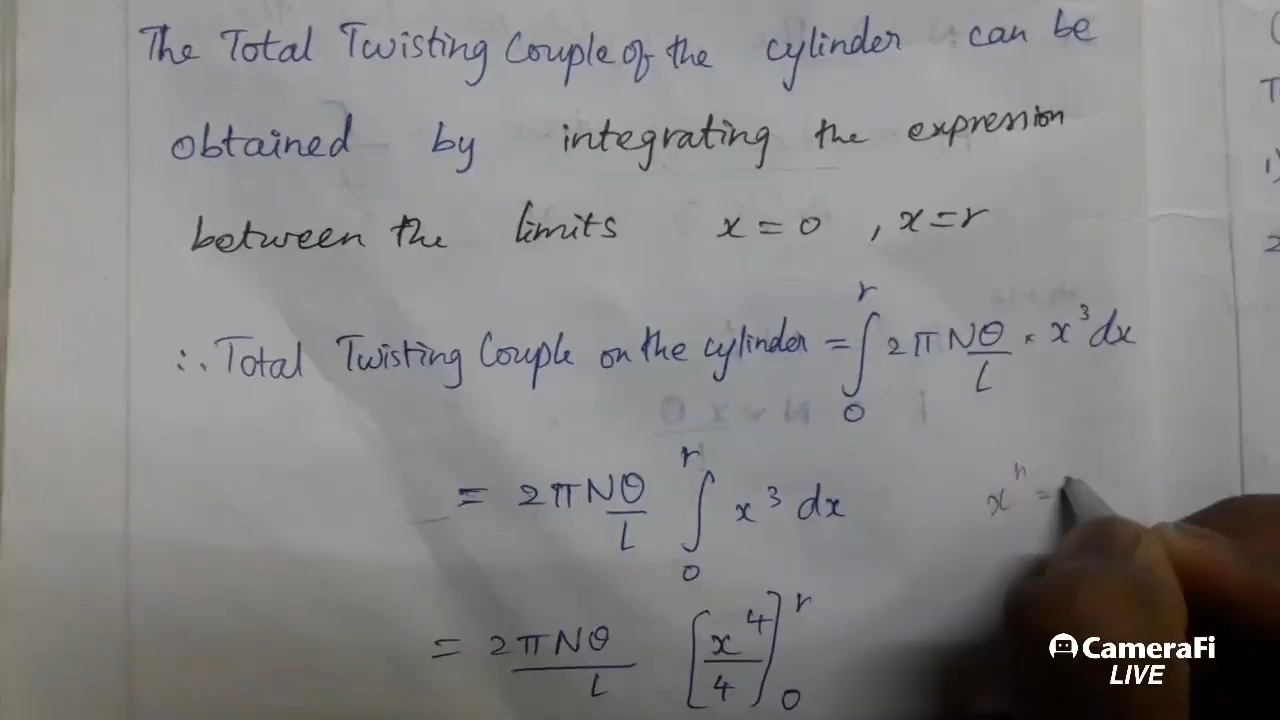 The Total Twisting Couple of the cylinder can be
obtained by integrating the expression
between the limits x = 0 , x = r
∴ Total Twisting Couple on the cylinder = ∫₀ʳ 2πNθ/L × x³ dx
= 2πNθ/L ∫₀ʳ x³ dx
xⁿ =
= 2πNθ/L [x⁴/4]₀ʳ
CameraFi
LIVE